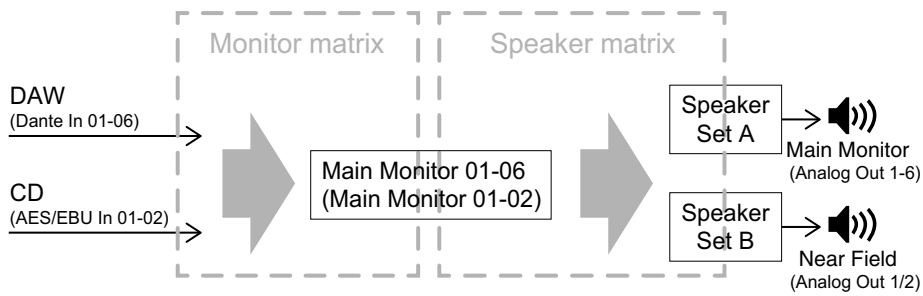 Monitor matrix
Speaker matrix
DAW
(Dante In 01-06)
CD
(AES/EBU In 01-02)
Main Monitor 01-06
(Main Monitor 01-02)
Speaker
Set A
Main Monitor
(Analog Out 1-6)
Speaker
Set B
Near Field
(Analog Out 1/2)